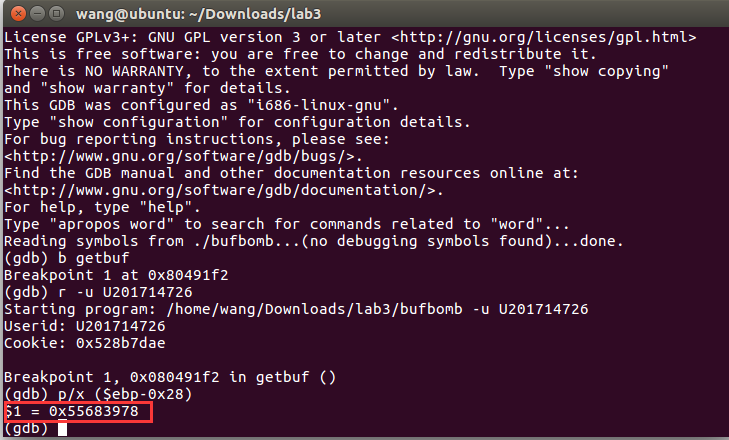 wang@ubuntu: ~/Downloads/lab3
License GPLv3+: GNU GPL version 3 or later <http://gnu.org/licenses/gpl.html>
This is free software: you are free to change and redistribute it.
There is NO WARRANTY, to the extent permitted by law.  Type "show copying"
and "show warranty" for details.
This GDB was configured as "i686-linux-gnu".
Type "show configuration" for configuration details.
For bug reporting instructions, please see:
<http://www.gnu.org/software/gdb/bugs/>.
Find the GDB manual and other documentation resources online at:
<http://www.gnu.org/software/gdb/documentation/>.
For help, type "help".
Type "apropos word" to search for commands related to "word"...
Reading symbols from ./bufbomb...(no debugging symbols found)...done.
(gdb) b getbuf
Breakpoint 1 at 0x80491f2
(gdb) r -u U201714726
Starting program: /home/wang/Downloads/lab3/bufbomb -u U201714726
Userid: U201714726
Cookie: 0x528b7dae
Breakpoint 1, 0x080491f2 in getbuf ()
(gdb) p/x ($ebp-0x28)
$1 = 0x55683978
(gdb)